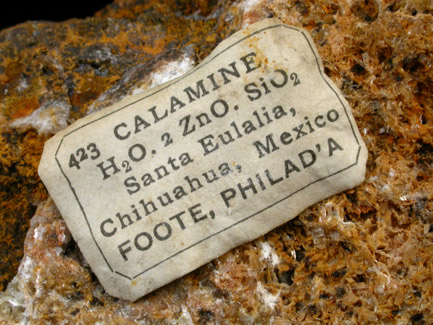 423 CALAMINE
H₂O. 2 ZnO. SiO₂
Santa Eulalia,
Chihuahua, Mexico
FOOTE, PHILAD'A